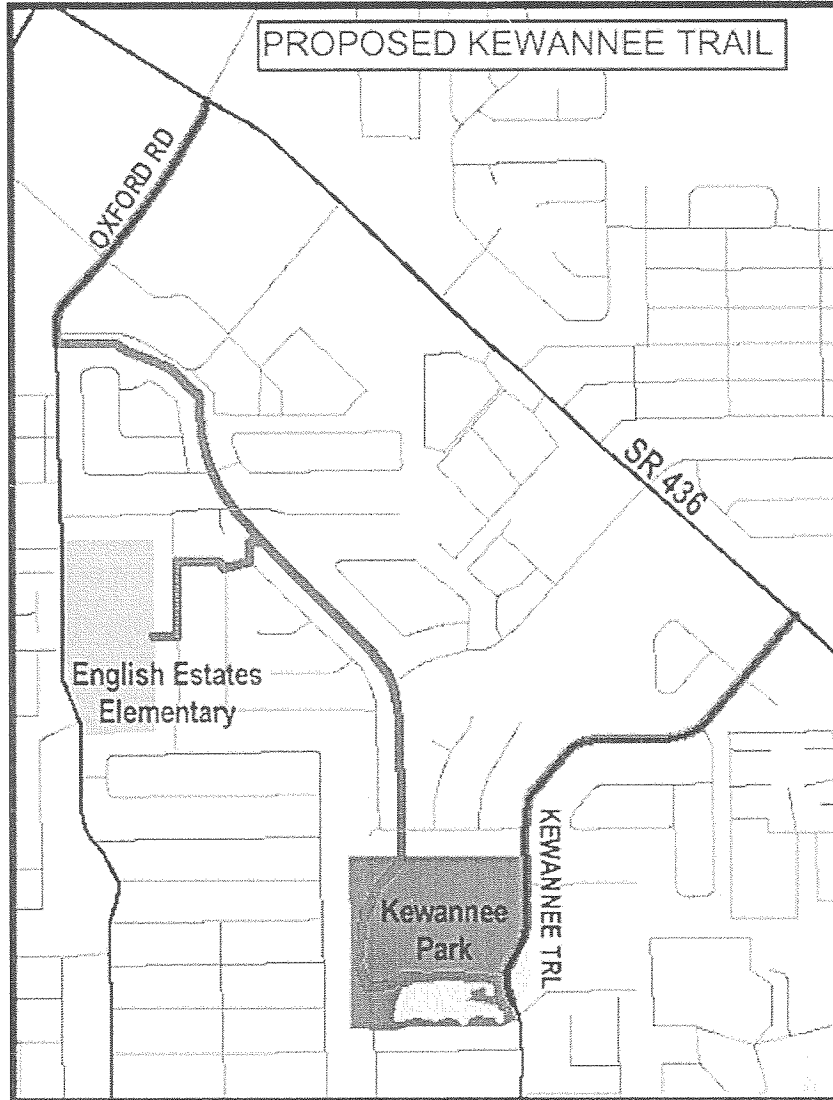 PROPOSED KEWANNEE TRAIL
OXFORD RD
SR 436
English Estates
Elementary
KEWANNEE TRL
Kewannee
Park